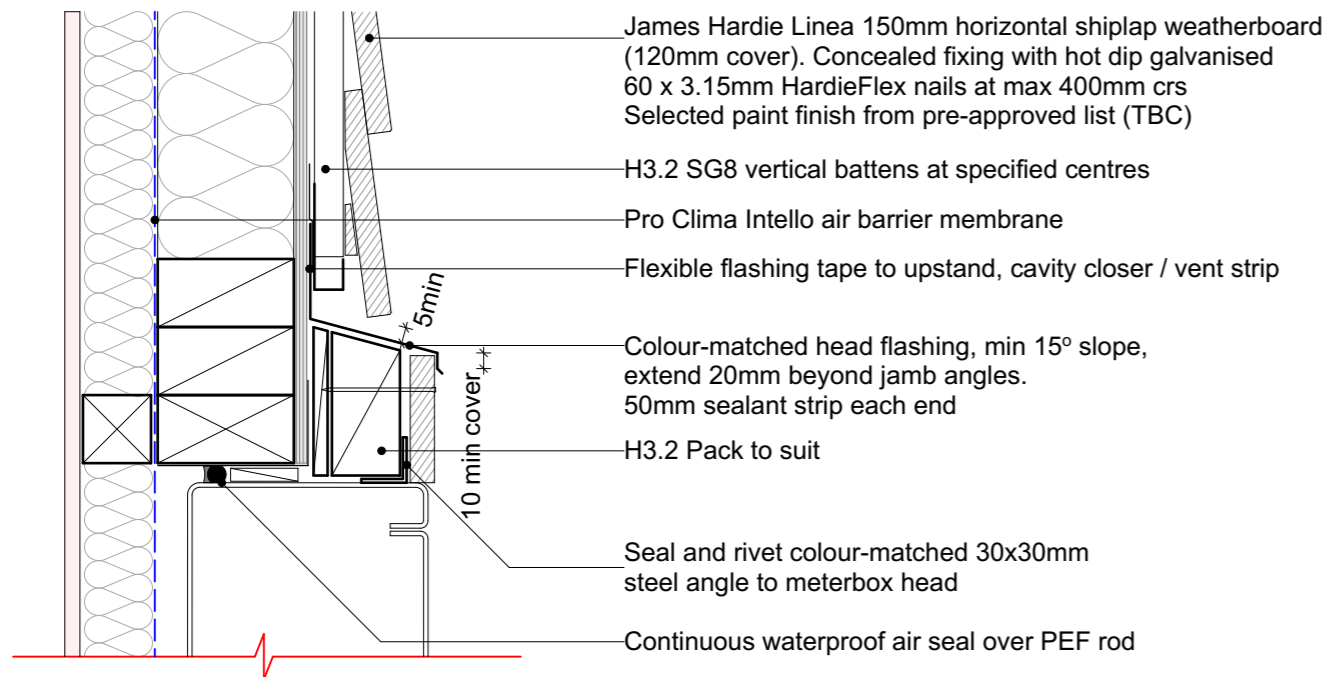 James Hardie Linea 150mm horizontal shiplap weatherboard
(120mm cover). Concealed fixing with hot dip galvanised
60 x 3.15mm HardieFlex nails at max 400mm crs
Selected paint finish from pre-approved list (TBC)
H3.2 SG8 vertical battens at specified centres
Pro Clima Intello air barrier membrane
Flexible flashing tape to upstand, cavity closer / vent strip
5min
Colour-matched head flashing, min 15º slope,
extend 20mm beyond jamb angles.
50mm sealant strip each end
10 min cover
H3.2 Pack to suit
Seal and rivet colour-matched 30x30mm
steel angle to meterbox head
Continuous waterproof air seal over PEF rod